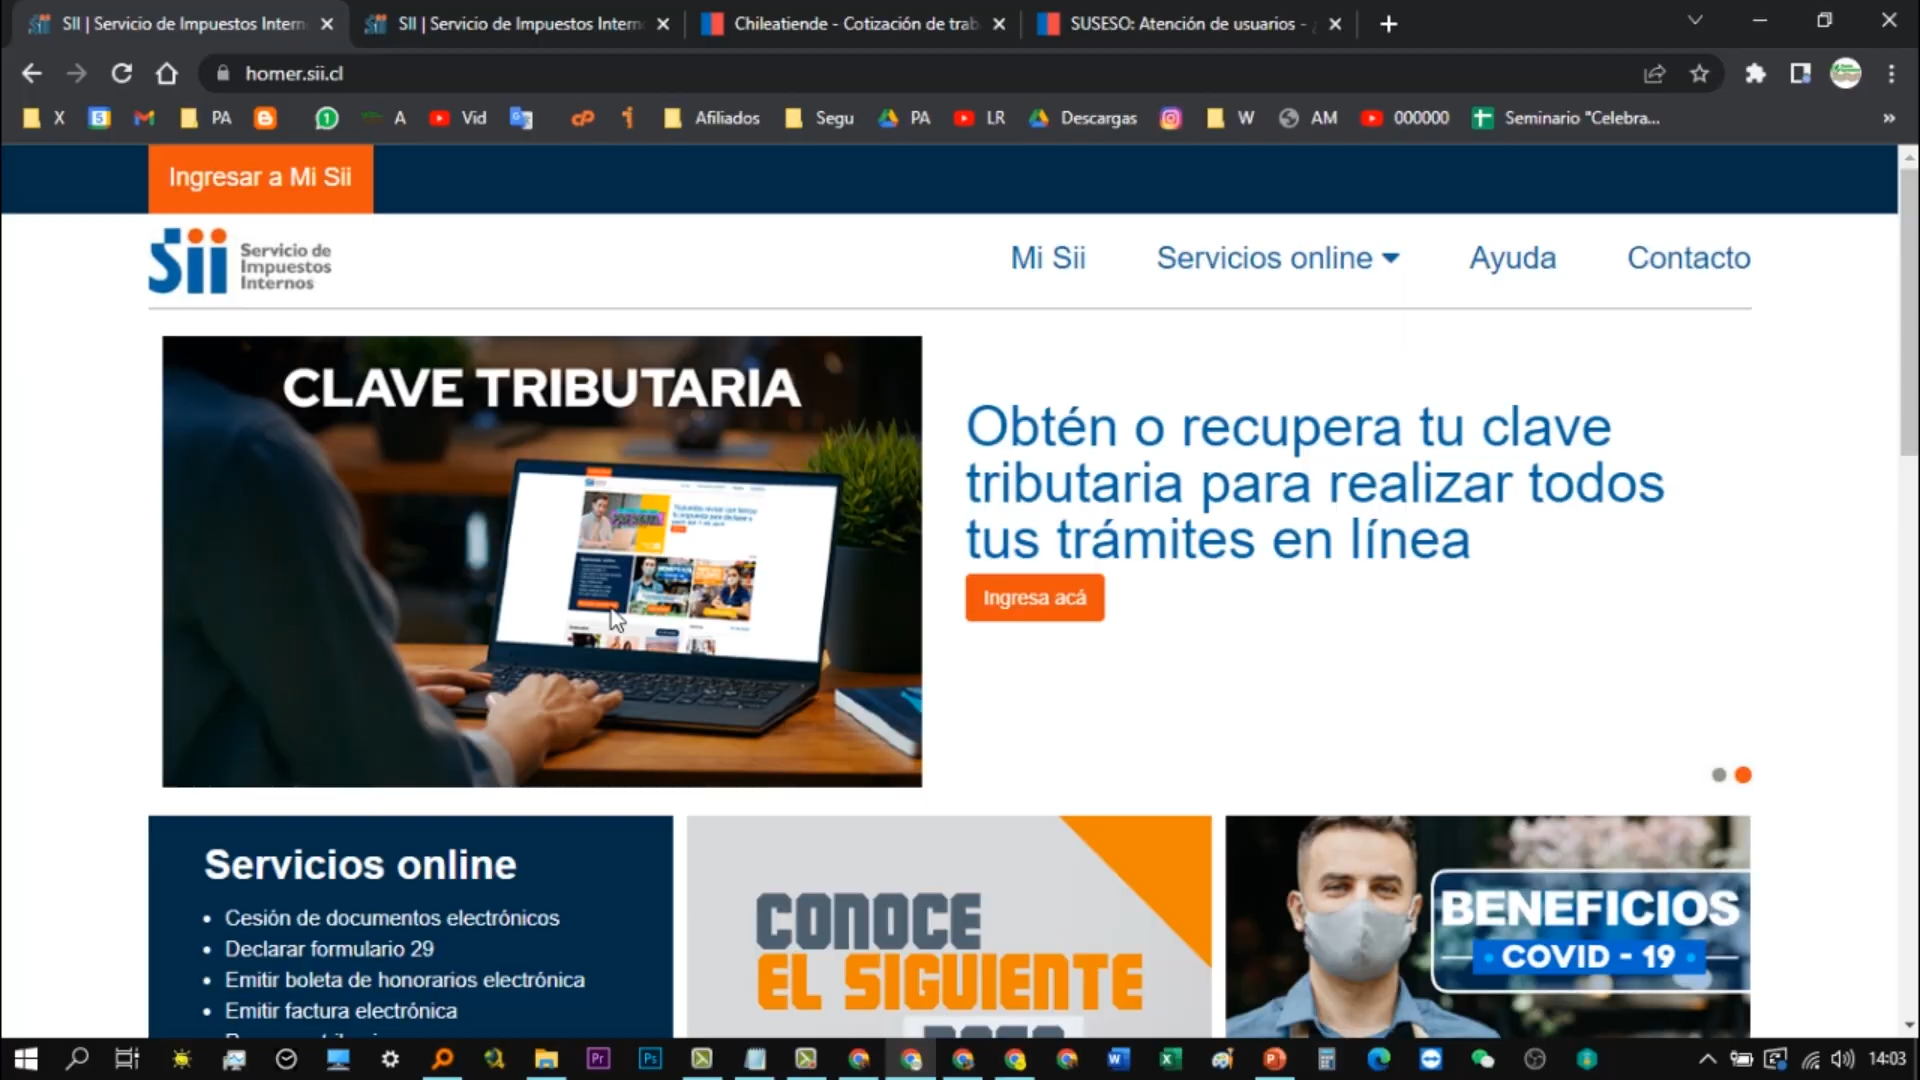 SII | Servicio de Impuestos Intern
SII | Servicio de Impuestos Intern
Chileatiende - Cotización de trab
SUSESO: Atención de usuarios -
homer.sii.cl
X
PA
A
Vid
Afiliados
Segu
PA
LR
Descargas
W
AM
000000
Seminario "Celebra...
»
Ingresar a Mi Sii
Sii Servicio de
Impuestos
Internos
Mi Sii
Servicios online
Ayuda
Contacto
CLAVE TRIBUTARIA
Obtén o recupera tu clave
tributaria para realizar todos
tus trámites en línea
Ingresa acá
Servicios online
• Cesión de documentos electrónicos
• Declarar formulario 29
• Emitir boleta de honorarios electrónica
• Emitir factura electrónica
CONOCE
EL SIGUIENTE
BENEFICIOS
COVID - 19
Pr
Ps
14:03